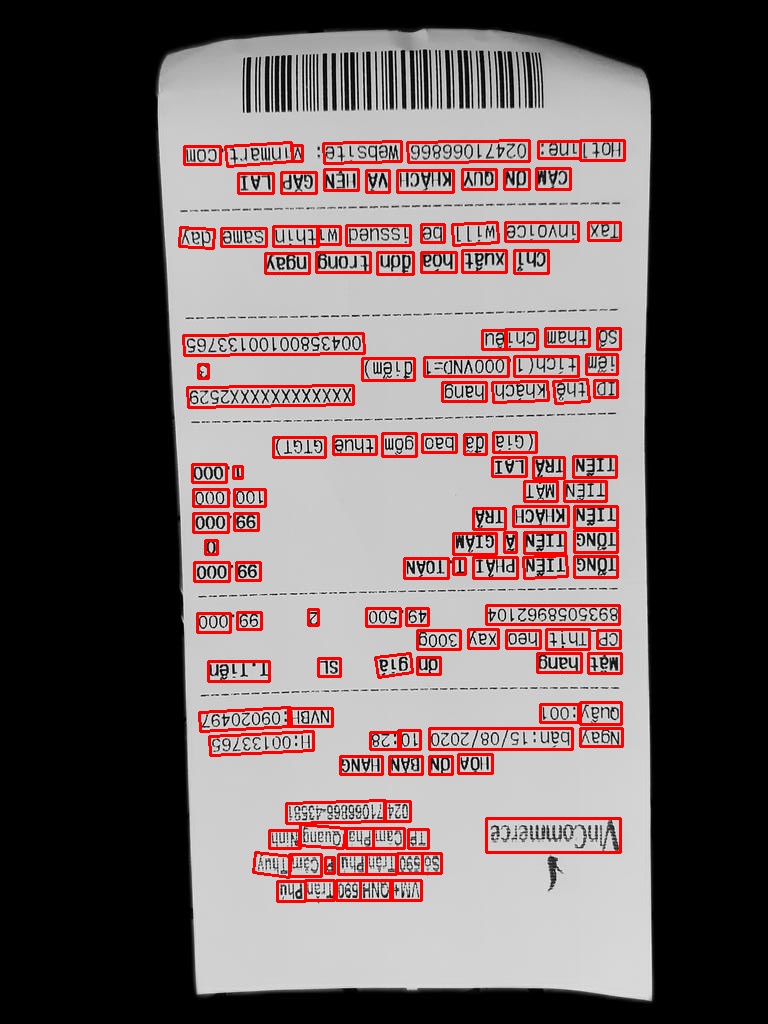 VinCommerce
VM+ QNH 590 Trần Phú
Số 590 Trần Phú P Cẩm Thủy
TP Cẩm Phả Quảng Ninh
024 71066866-43581
HÓA ĐƠN BÁN HÀNG
Ngày bán:15/08/2020 10:28 H:00133765
Quầy:001 NVBH:09020497
Mặt hàng Đn giá SL T.Tiền
CP Thịt heo xay 300g
8935058962104 49.500 2 99.000
TỔNG TIỀN PHẢI T.TOÁN 99.000
TỔNG TIỀN Đ GIẢM 0
TIỀN KHÁCH TRẢ 99.000
TIỀN MẶT 100.000
TIỀN TRẢ LẠI 1.000
(Giá đã bao gồm thuế GTGT)
ID thẻ khách hàng XXXXXXXXXXXX2529
iểm tích(1.000VND=1 điểm) 3
Số tham chiếu 00435800100133765
Chỉ xuất hóa đơn trong ngày
Tax invoice will be issued within same day
CẢM ƠN QUÝ KHÁCH VÀ HẸN GẶP LẠI
Hotline: 02471066866 Website: vinmart.com